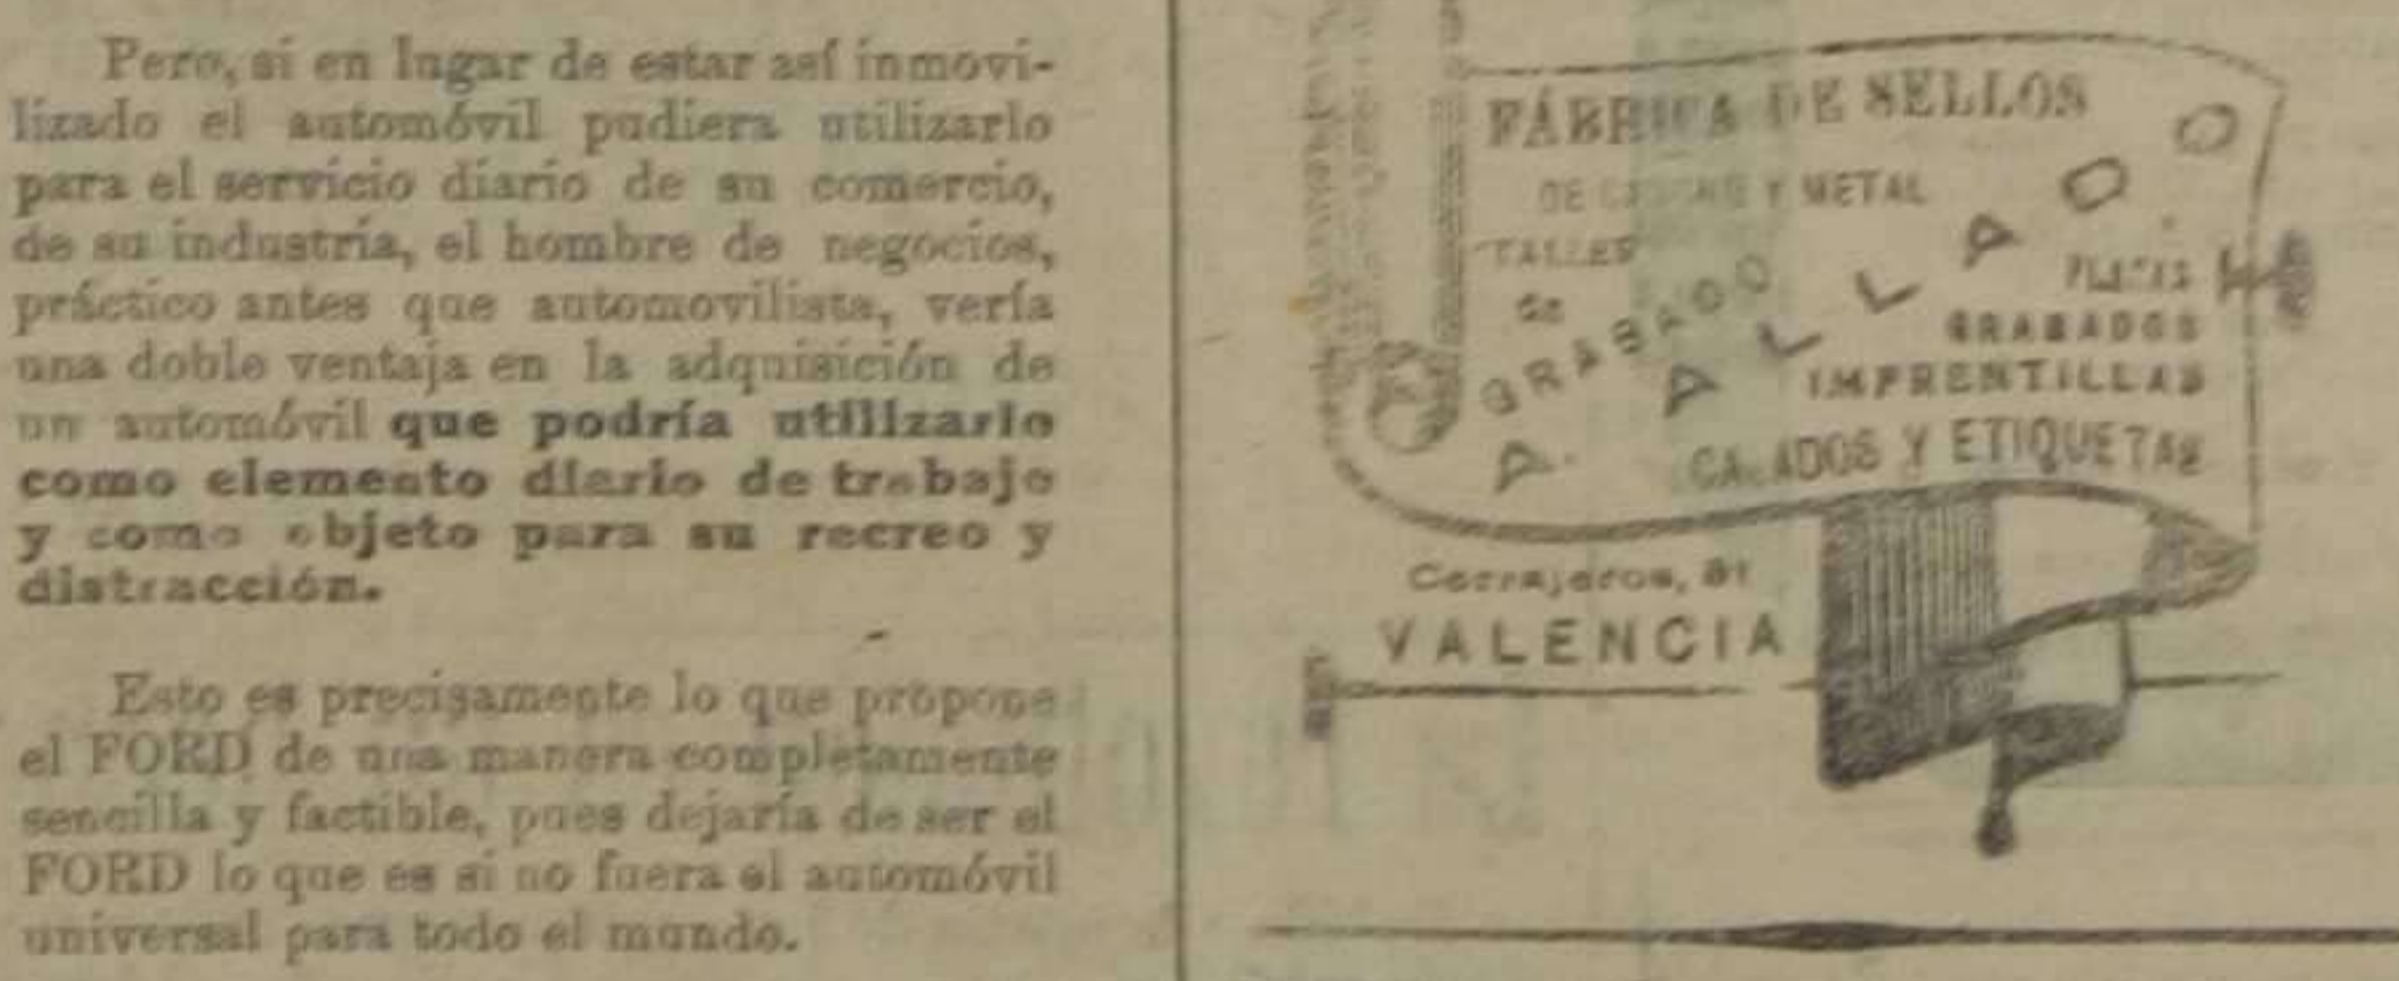 Pero, si en lugar de estar así inmovi-
lizado el automóvil pudiera utilizarlo
para el servicio diario de su comercio,
de su industria, el hombre de negocios,
práctico antes que automovilista, vería
una doble ventaja en la adquisición de
un automóvil que podría utilizarlo
como elemento diario de trabajo
y como objeto para su recreo y
distracción.
Esto es precisamente lo que propone
el FORD de una manera completamente
sencilla y factible, pues dejaría de ser el
FORD lo que es si no fuera el automóvil
universal para todo el mundo.
FÁBRICA DE SELLOS
DE Y METAL
TALLER
de
GRABADO
A.
PLACAS
GRABADOS
IMPRENTILLAS
CALADOS Y ETIQUETAS
Cerrajeros,
VALENCIA